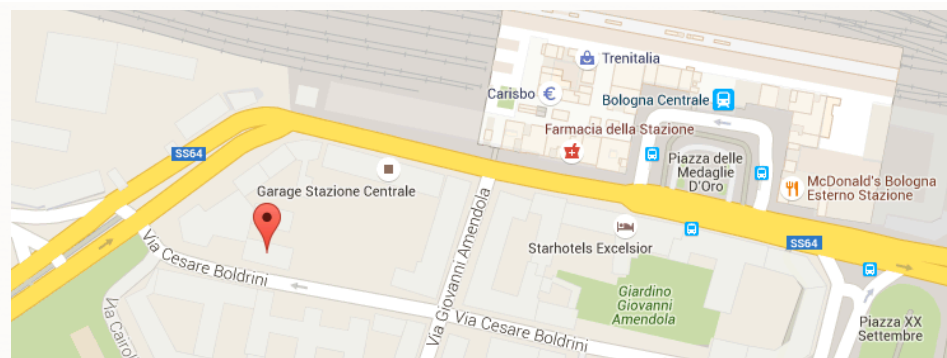 Trenitalia
Carisbo
€
Bologna Centrale
Farmacia della Stazione
SS64
Piazza delle
Medaglie
D'Oro
Garage Stazione Centrale
McDonald's Bologna
Esterno Stazione
Via Giovanni Amendola
Starhotels Excelsior
SS64
Via Cesare Boldrini
Giardino
Giovanni
Amendola
Via Cesare Boldrini
Piazza XX
Settembre